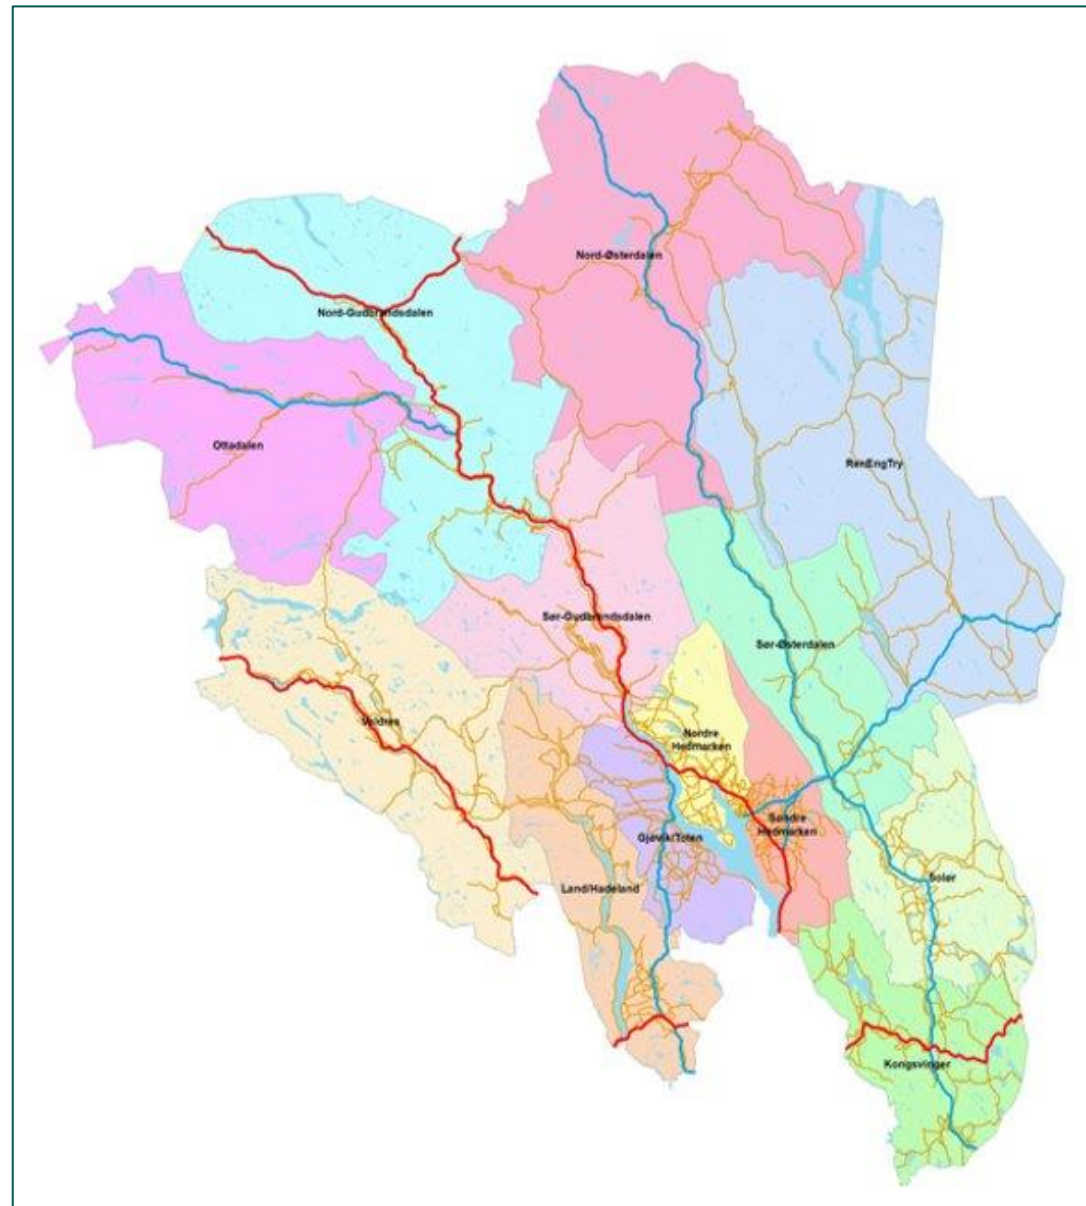 Nord-Østerdalen
Nord-Gudbrandsdalen
Ottadalen
RenEngTry
Sør-Gudbrandsdalen
Sør-Østerdalen
Valdres
Nordre
Hedmarken
Søndre
Hedmarken
Gjøvik/Toten
Solør
Land/Hadeland
Kongsvinger